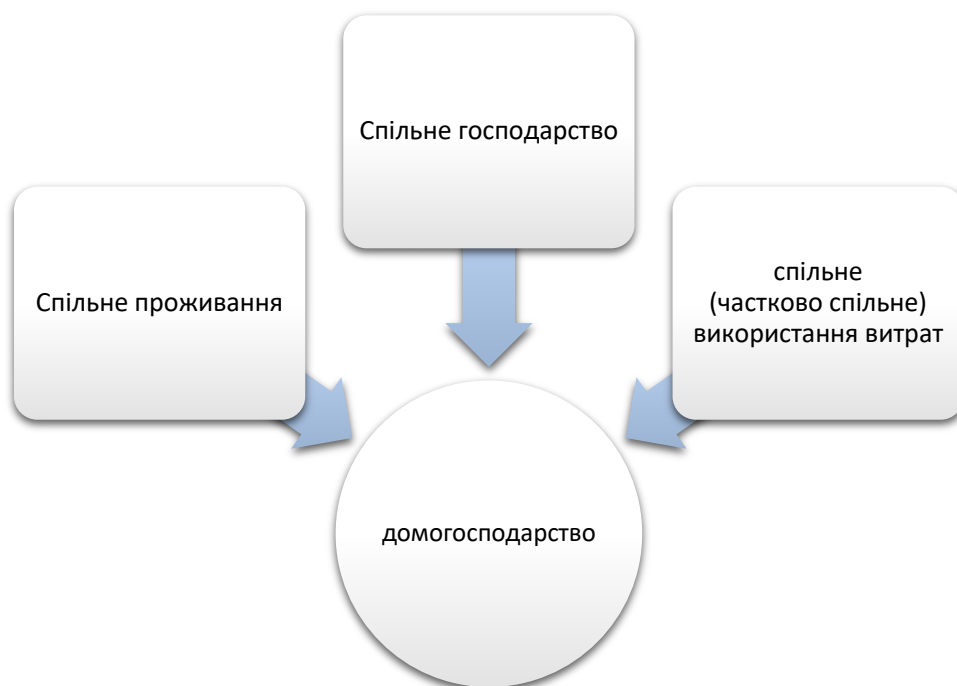 Спільне господарство
Спільне проживання
спільне
(частково спільне)
використання витрат
домогосподарство